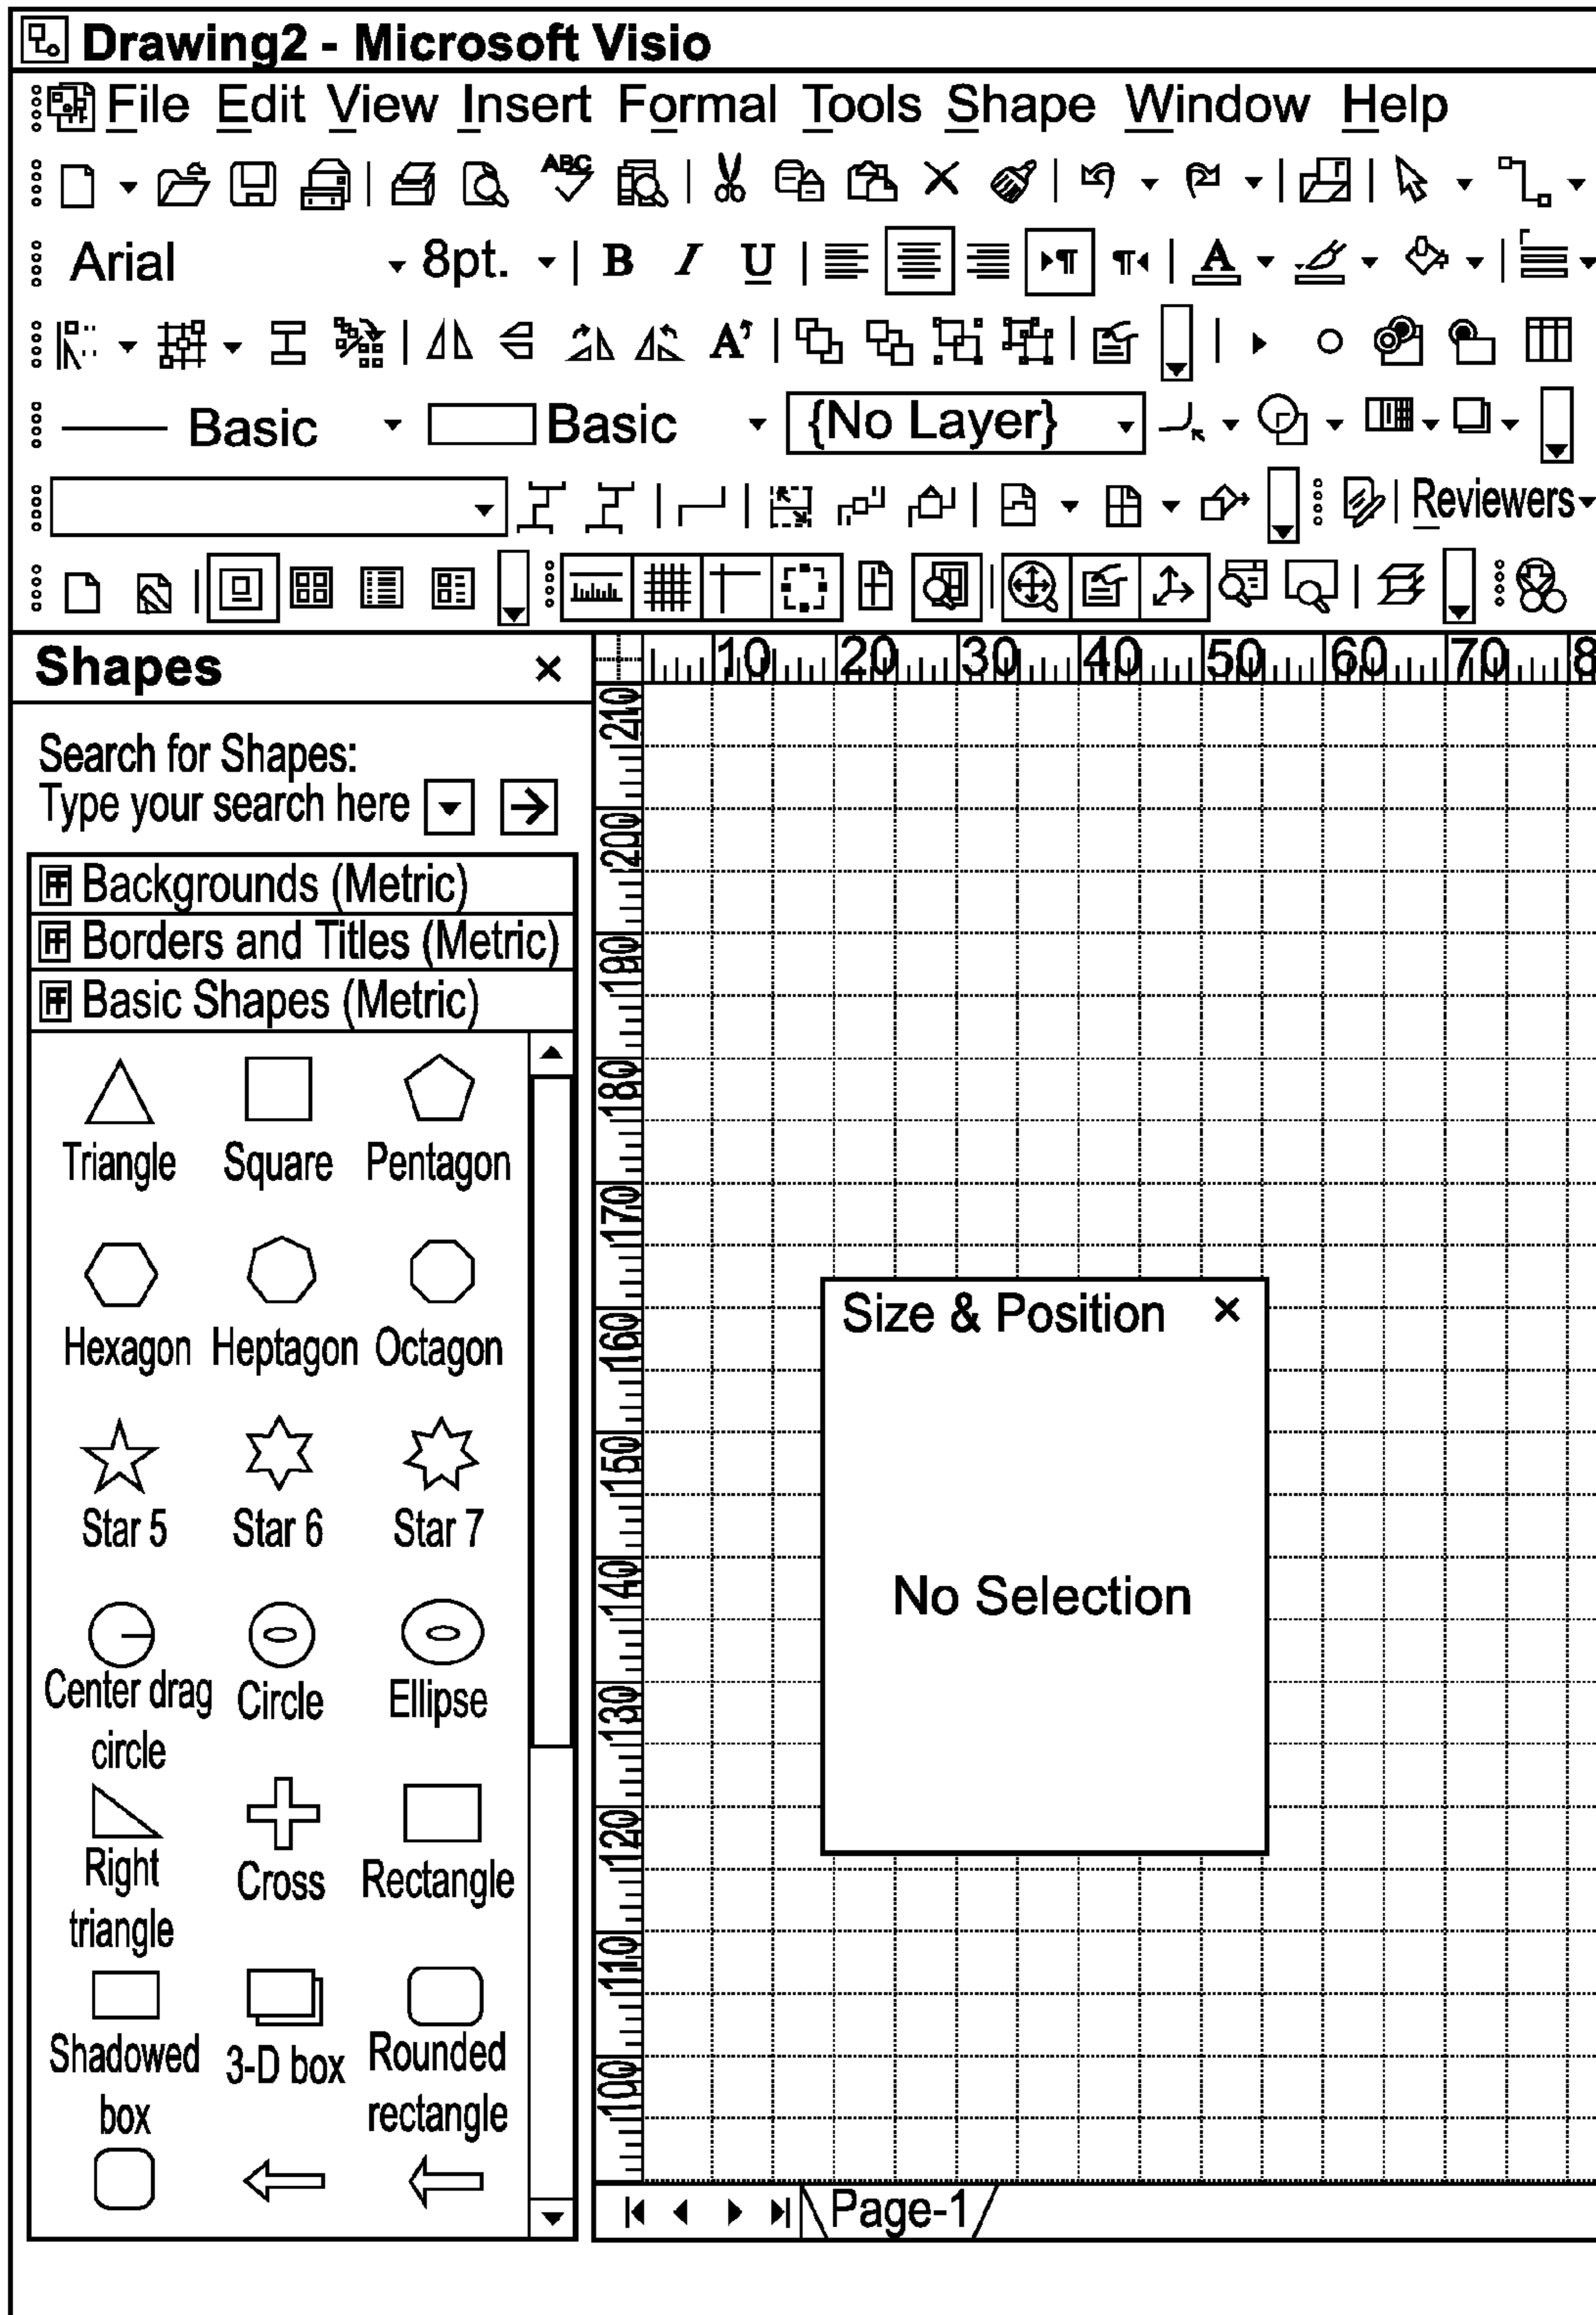 Drawing2 - Microsoft Visio
File Edit View Insert Formal Tools Shape Window Help
ABC
Arial 8pt. B I U A
A
Basic Basic {No Layer}
Reviewers
Shapes
10 20 30 40 50 60 70 8
Search for Shapes:
Type your search here
Backgrounds (Metric)
Borders and Titles (Metric)
Basic Shapes (Metric)
Triangle Square Pentagon
Hexagon Heptagon Octagon
Star 5 Star 6 Star 7
Center drag circle Circle Ellipse
Right triangle Cross Rectangle
Shadowed box 3-D box Rounded rectangle
210
200
190
180
170
160
150
140
130
120
110
100
Size & Position
No Selection
Page-1